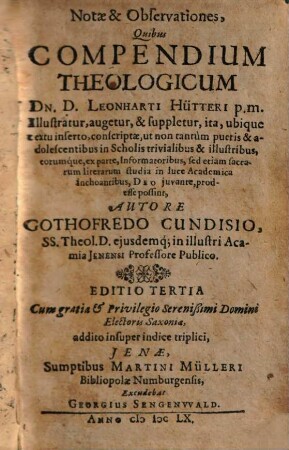 Notæ & Observationes,
Quibus
COMPENDIUM
THEOLOGICUM
DN. D. LEONHARTI HÜTTERI p.m.
Illustratur, augetur, & suppletur, ita, ubique
textu inserto, conscriptæ, ut non tantùm pueris & a-
dolescentibus in Scholis trivialibus & illustribus,
eorumque, ex parte, Informatoribus, sed etiam sacra-
rum literarum studia in luce Academica
Inchoantibus, DEO juvante, prod-
esse possint,
AUTORE
GOTHOFREDO CUNDISIO,
SS. Theol. D. ejusdemq; in illustri Aca-
mia JENENSI Professore Publico.
EDITIO TERTIA
Cum gratia & Privilegio Serenissimi Domini
Electoris Saxoniæ,
addito insuper indice triplici,
JENÆ,
Sumptibus MARTINI MÜLLERI
Bibliopolæ Numburgensis,
Excudebat
GEORGIUS SENGENVVALD.
ANNO cIɔ Iɔc LX.